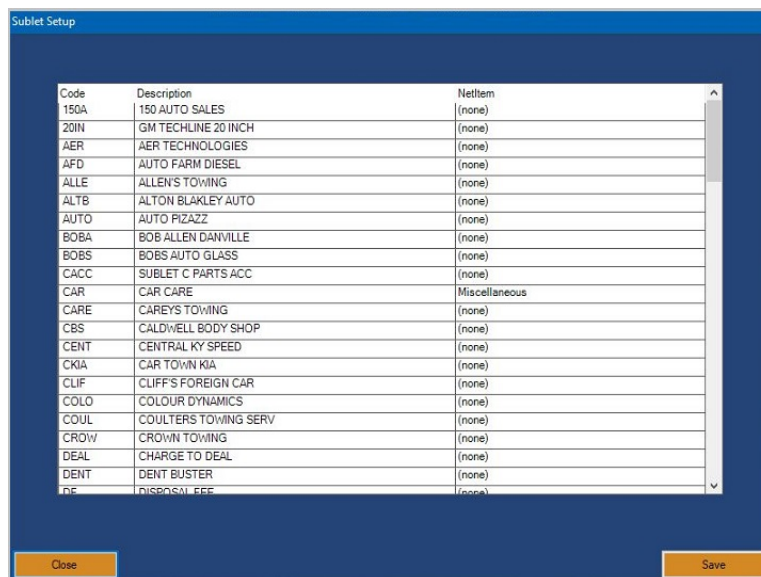 Sublet Setup
Code Description NetItem
150A 150 AUTO SALES (none)
20IN GM TECHLINE 20 INCH (none)
AER AER TECHNOLOGIES (none)
AFD AUTO FARM DIESEL (none)
ALLE ALLEN'S TOWING (none)
ALTB ALTON BLAKLEY AUTO (none)
AUTO AUTO PIZAZZ (none)
BOBA BOB ALLEN DANVILLE (none)
BOBS BOBS AUTO GLASS (none)
CACC SUBLET C PARTS ACC (none)
CAR CAR CARE Miscellaneous
CARE CAREYS TOWING (none)
CBS CALDWELL BODY SHOP (none)
CENT CENTRAL KY SPEED (none)
CKIA CAR TOWN KIA (none)
CLIF CLIFF'S FOREIGN CAR (none)
COLO COLOUR DYNAMICS (none)
COUL COULTERS TOWING SERV (none)
CROW CROWN TOWING (none)
DEAL CHARGE TO DEAL (none)
DENT DENT BUSTER (none)
DF DISPOSAL FEE (none)
Close Save